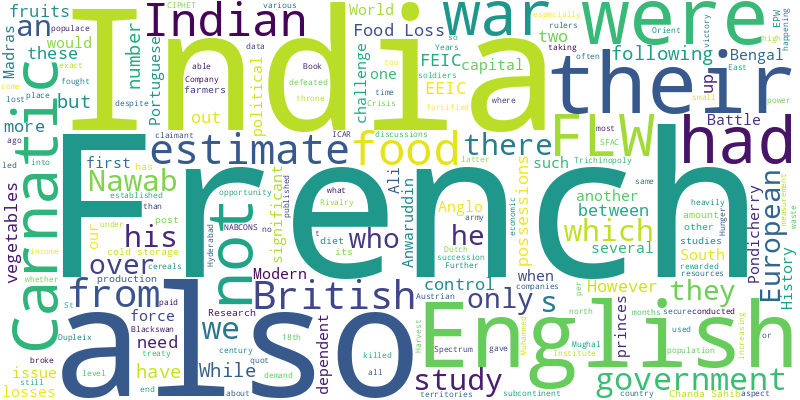 CIPHET various fruits an Indian war were World so especially EPW
populace India Food Loss two rulers Orient happening
Madras these would number Portuguese data Years taking following up Bengal high
come exact able Book too FEIC capital often victory East
fought Company challenge one soldiers their small
but political farmers defeated EEIC where Battle power
lost place despite out throne Crisis time fortified had
more ago claimant ICAR discussions most
Carnatic led into estimate food there FLW SFAC
first has latter Trichinopoly same
Nawab opportunity what Ali Anglo such another heavily
vegetables established than Rivalry army between amount Hunger measurement
French
under post published Anwaruddin possessions economic which other Pondicherry European
our NABCONS no diet who he Dutch several studies waste
his t its succession South rewarded History
over cold storage Hyderabad significant Further when However resources
income cereals Modern Austrian companies per they
whether production quot control only s north
from not British princes months secure conducted
St paid dependent Muhammed Mughal used or
Dupleix force Research 18th Spectrum gave Harvest Institute population increasing
issue Blackswan we century killed English
need While
broke treaty demand all study government
losses still have level end about territories subcontinent country Chanda Sahib aspect
also